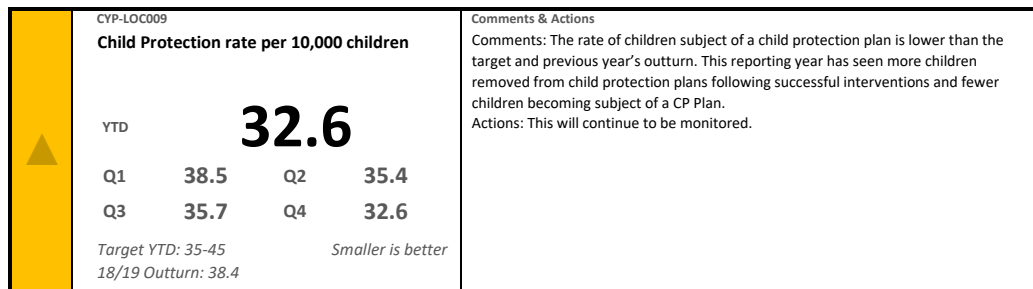 CYP-LOC009
Child Protection rate per 10,000 children
YTD 32.6
Q1 38.5 Q2 35.4
Q3 35.7 Q4 32.6
Target YTD: 35-45 Smaller is better
18/19 Outturn: 38.4
Comments & Actions
Comments: The rate of children subject of a child protection plan is lower than the
target and previous year’s outturn. This reporting year has seen more children
removed from child protection plans following successful interventions and fewer
children becoming subject of a CP Plan.
Actions: This will continue to be monitored.